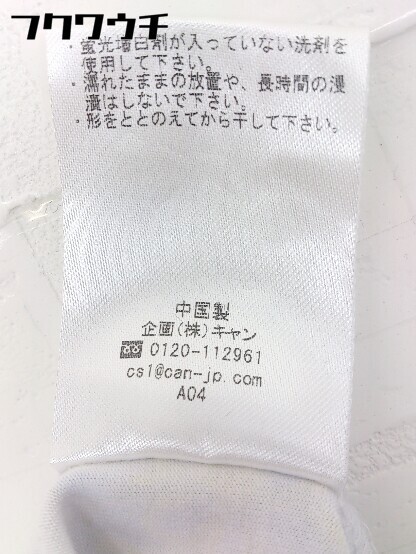 フクワウチ
・蛍光増白剤が入っていない洗剤を
使用して下さい。
・濡れたままの放置や、長時間の浸
漬はしないで下さい。
・形をととのえてから干して下さい。
中国製
企画(株)キャン
0120-112961
cs1@can-jp.com
A04